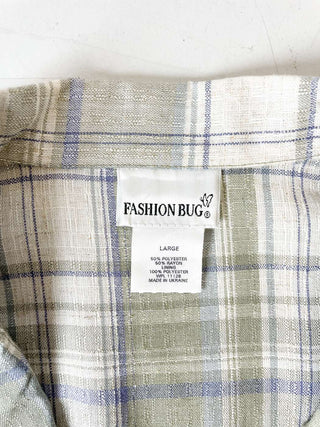 FASHION BUG®
LARGE
50% POLYESTER
50% RAYON
LINING
100% POLYESTER
WPL 11128
MADE IN UKRAINE